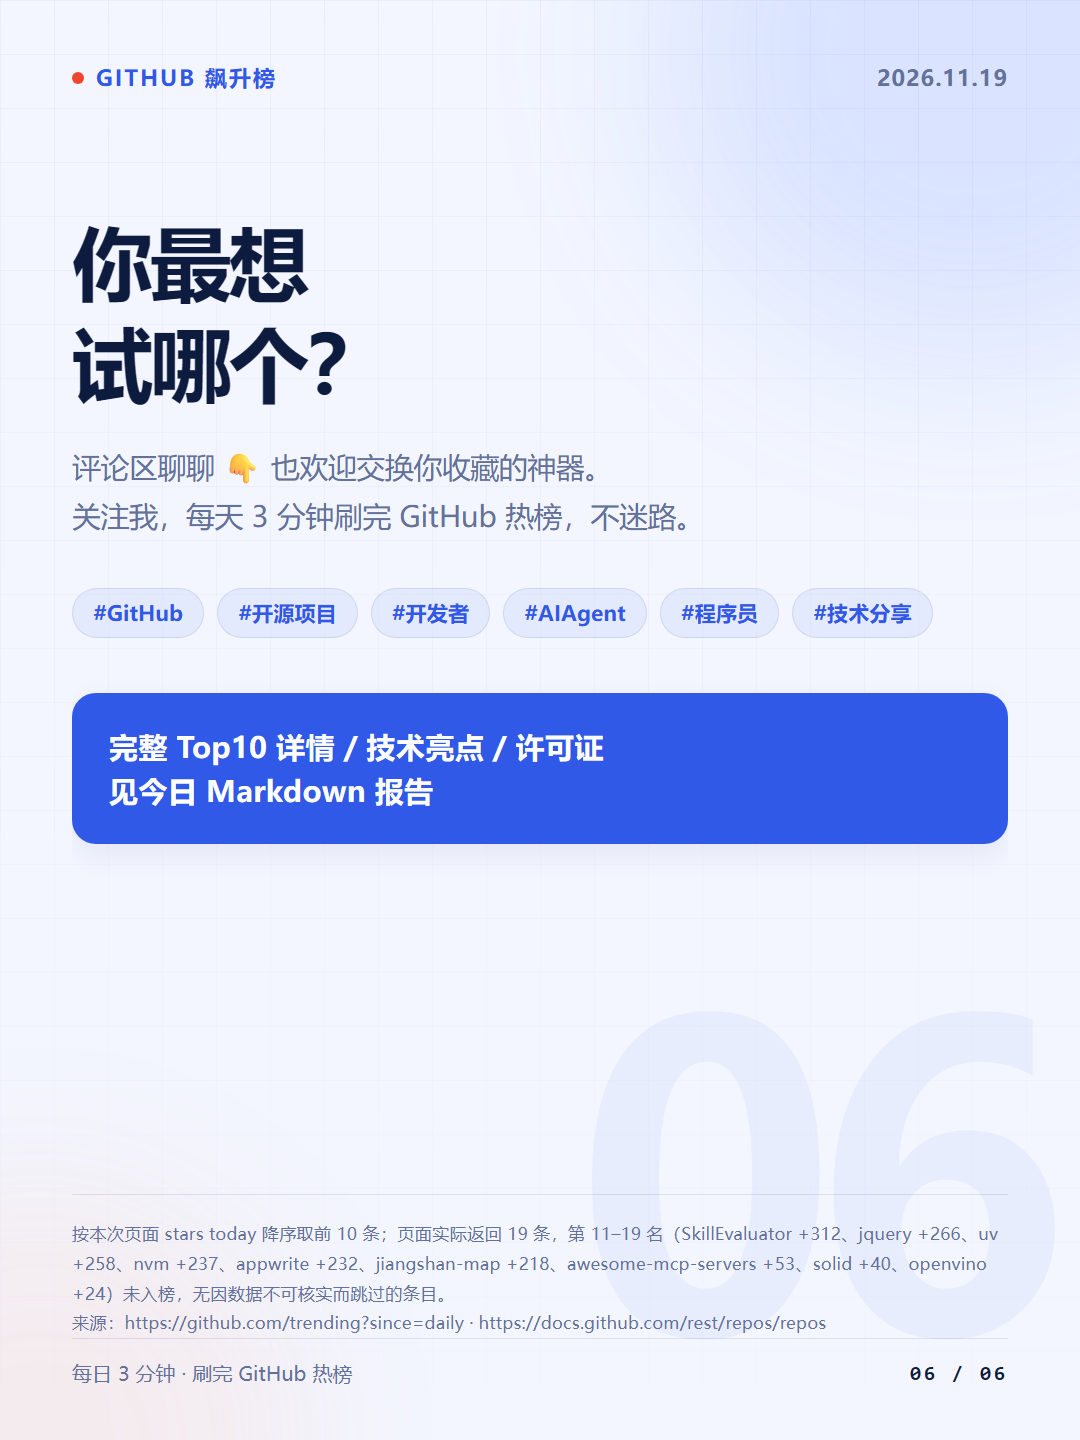 GITHUB 飙升榜
2026.11.19
你最想
试哪个?
评论区聊聊 👇 也欢迎交换你收藏的神器。
关注我，每天 3 分钟刷完 GitHub 热榜，不迷路。
#GitHub #开源项目 #开发者 #AIAgent #程序员 #技术分享
完整 Top10 详情 / 技术亮点 / 许可证
见今日 Markdown 报告
06
按本次页面 stars today 降序取前 10 条；页面实际返回 19 条，第 11–19 名（SkillEvaluator +312、jquery +266、uv
+258、nvm +237、appwrite +232、jiangshan-map +218、awesome-mcp-servers +53、solid +40、openvino
+24）未入榜，无因数据不可核实而跳过的条目。
来源：https://github.com/trending?since=daily · https://docs.github.com/rest/repos/repos
每日 3 分钟 · 刷完 GitHub 热榜
06 / 06